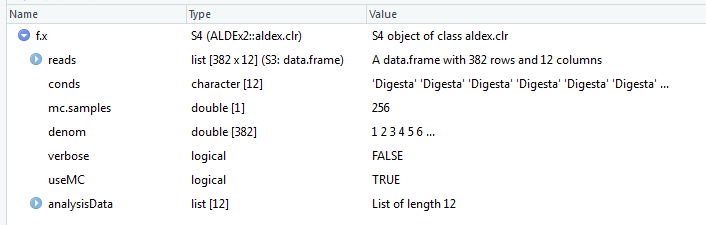 Name Type Value
f.x S4 (ALDEx2::aldex.clr) S4 object of class aldex.clr
reads list [382 x 12] (S3: data.frame) A data.frame with 382 rows and 12 columns
conds character [12] 'Digesta' 'Digesta' 'Digesta' 'Digesta' 'Digesta' 'Digesta' ...
mc.samples double [1] 256
denom double [382] 1 2 3 4 5 6 ...
verbose logical FALSE
useMC logical TRUE
analysisData list [12] List of length 12